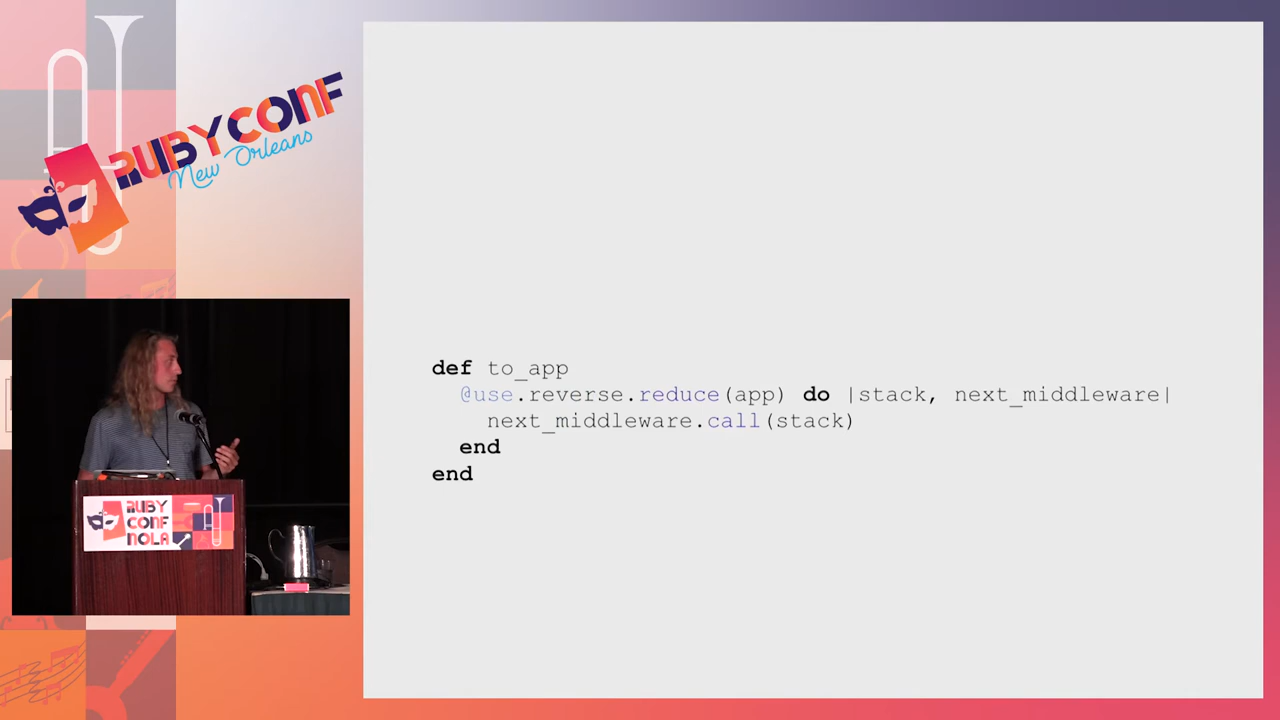 RUBYCONF
New Orleans
def to_app
@use.reverse.reduce(app) do |stack, next_middleware|
next_middleware.call(stack)
end
end
RUBY
CONF
NOLA